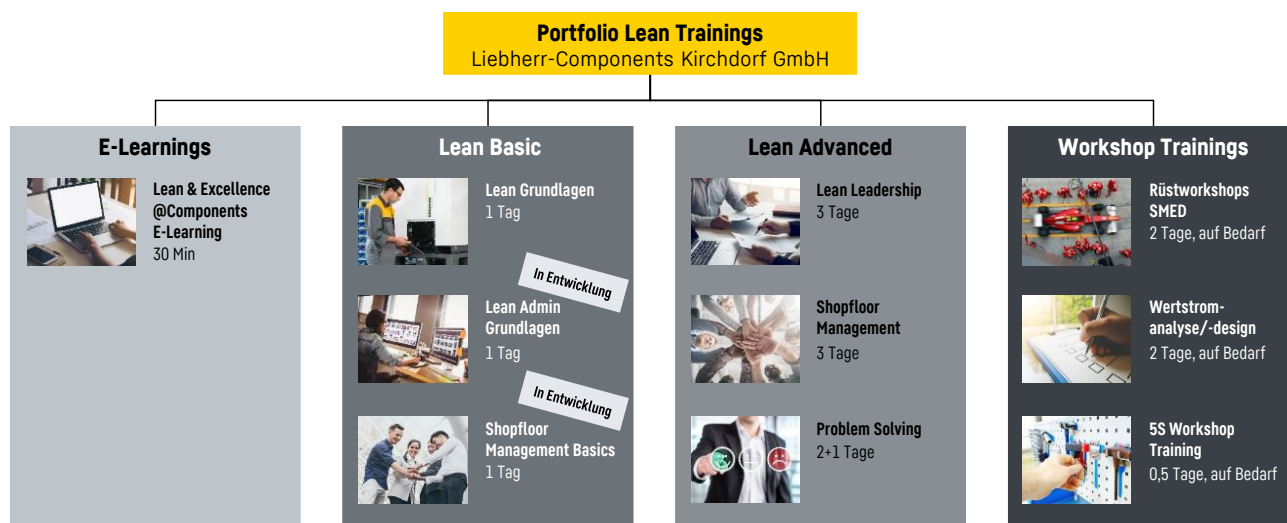 Portfolio Lean Trainings
Liebherr-Components Kirchdorf GmbH
E-Learnings
Lean & Excellence
@Components
E-Learning
30 Min
Lean Basic
Lean Grundlagen
1 Tag
In Entwicklung
Lean Admin
Grundlagen
1 Tag
In Entwicklung
Shopfloor
Management Basics
1 Tag
Lean Advanced
Lean Leadership
3 Tage
Shopfloor
Management
3 Tage
Problem Solving
2+1 Tage
Workshop Trainings
Rüstworkshops
SMED
2 Tage, auf Bedarf
Wertstrom-
analyse/-design
2 Tage, auf Bedarf
5S Workshop
Training
0,5 Tage, auf Bedarf